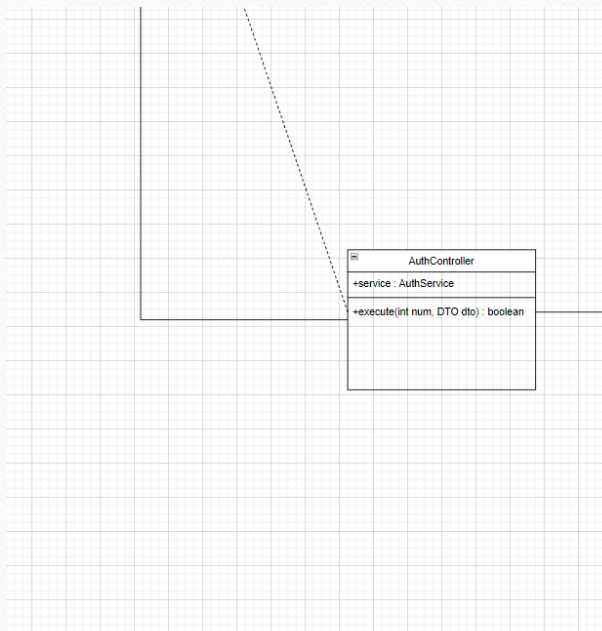 AuthController
+service : AuthService
+execute(int num, DTO dto) : boolean